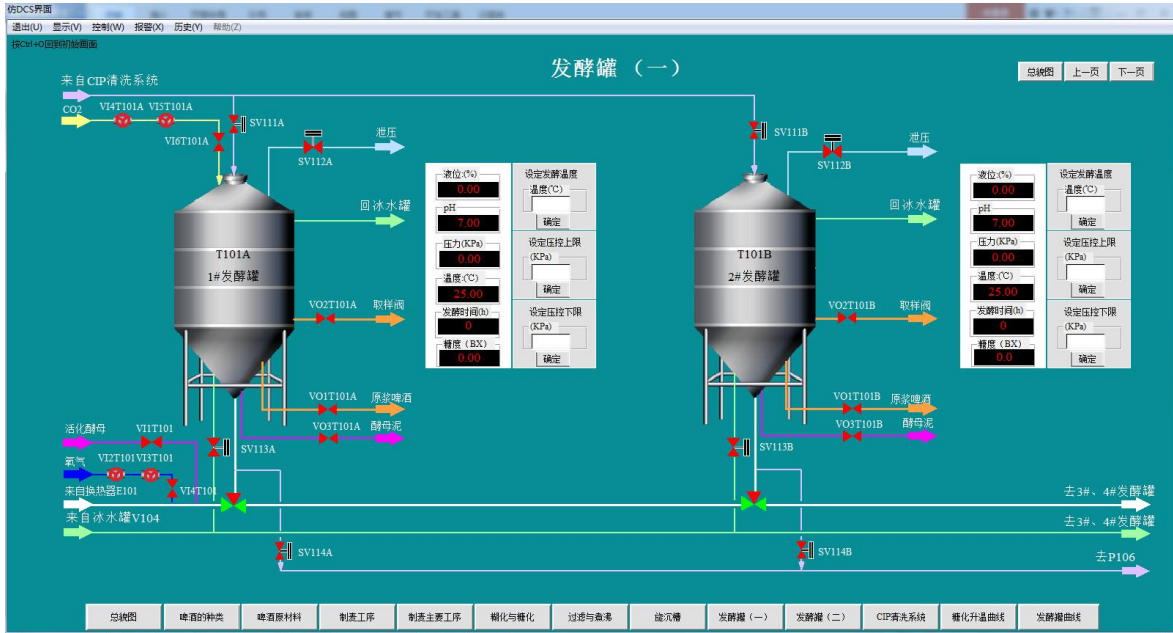 仿DCS界面
退出(U) 显示(V) 控制(W) 报警(X) 历史(Y) 帮助(Z)
按Ctrl+O回到初始画面
发酵罐（一）
总貌图 上一页 下一页
来自CIP清洗系统
CO2 VI4T101A VI5T101A
VI6T101A
SV111A
SV112A
泄压
回冰水罐
T101A
1#发酵罐
VO2T101A 取样阀
VO1T101A 原浆啤酒
VO3T101A 酵母泥
SV113A
液位:(%)
0.00
pH
7.00
压力(KPa)
0.00
温度:(℃)
25.00
发酵时间(h)
0
糖度（BX）
0.00
设定发酵温度
温度(℃)
确定
设定压控上限
(KPa)
确定
设定压控下限
(KPa)
确定
SV111B
SV112B
泄压
回冰水罐
T101B
2#发酵罐
VO2T101B 取样阀
VO1T101B 原浆啤酒
VO3T101B 酵母泥
SV113B
液位:(%)
0.00
pH
7.00
压力(KPa)
0.00
温度:(℃)
25.00
发酵时间(h)
0
糖度（BX）
0.0
设定发酵温度
温度(℃)
确定
设定压控上限
(KPa)
确定
设定压控下限
(KPa)
确定
活化酵母 VI1T101
氧气 VI2T101 VI3T101
来自换热器E101 VI4T101
来自冰水罐V104
去3#、4#发酵罐
去3#、4#发酵罐
SV114A
SV114B
去P106
总貌图 啤酒的种类 啤酒原材料 制麦工序 制麦主要工序 糊化与糖化 过滤与煮沸 旋沉槽 发酵罐（一） 发酵罐（二） CIP清洗系统 糖化升温曲线 发酵罐曲线